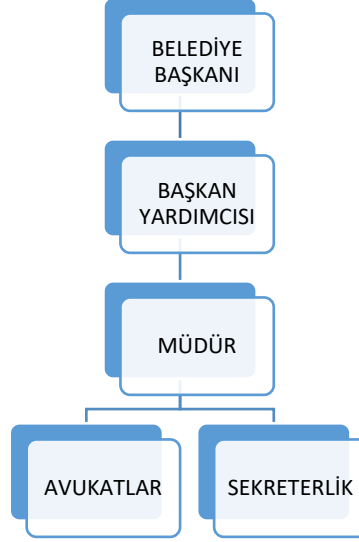 BELEDİYE
BAŞKANI
BAŞKAN
YARDIMCISI
MÜDÜR
AVUKATLAR
SEKRETERLİK